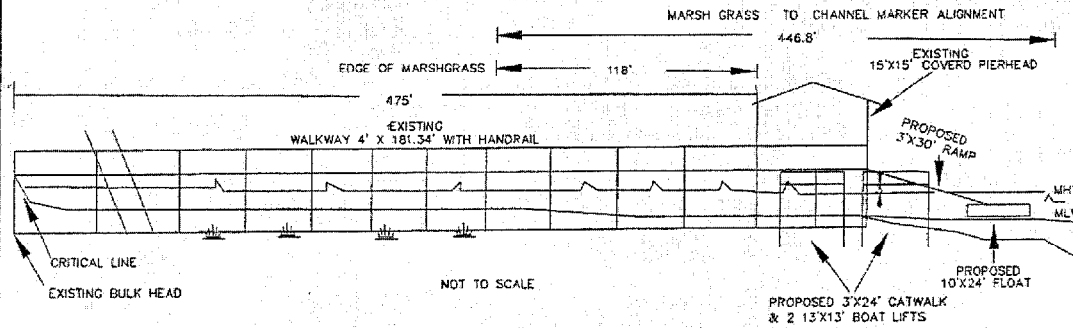 MARSH GRASS TO CHANNEL MARKER ALIGNMENT
446.8'
EXISTING
15'X15' COVERD PIERHEAD
EDGE OF MARSHGRASS
118'
475'
EXISTING
WALKWAY 4' X 181.34' WITH HANDRAIL
PROPOSED
3'X30' RAMP
CRITICAL LINE
EXISTING BULK HEAD
NOT TO SCALE
PROPOSED 3'X24' CATWALK
& 2 13'X13' BOAT LIFTS
PROPOSED
10'X24' FLOAT